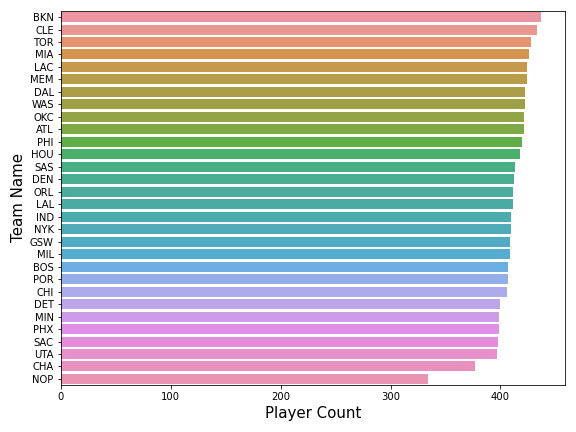 BKN
CLE
TOR
MIA
LAC
MEM
DAL
WAS
OKC
ATL
PHI
HOU
SAS
DEN
ORL
LAL
IND
NYK
GSW
MIL
BOS
POR
CHI
DET
MIN
PHX
SAC
UTA
CHA
NOP
Team Name
0 100 200 300 400
Player Count